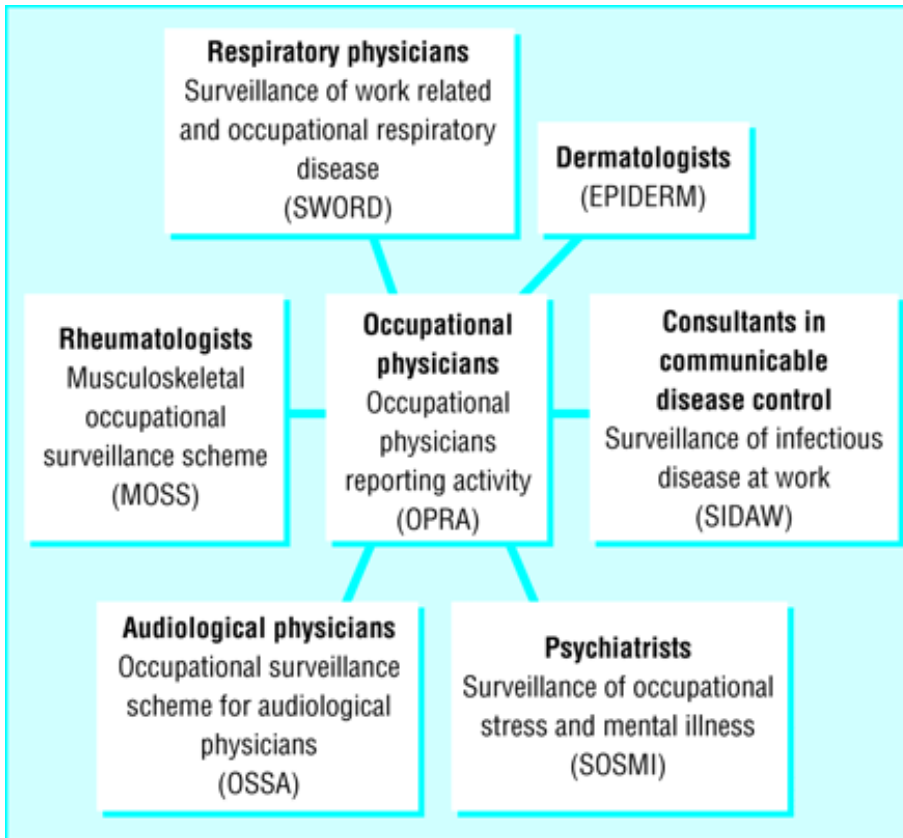 Respiratory physicians
Surveillance of work related
and occupational respiratory
disease
(SWORD)
Dermatologists
(EPIDERM)
Rheumatologists
Musculoskeletal
occupational
surveillance scheme
(MOSS)
Occupational
physicians
Occupational
physicians
reporting activity
(OPRA)
Consultants in
communicable
disease control
Surveillance of infectious
disease at work
(SIDAW)
Audiological physicians
Occupational surveillance
scheme for audiological
physicians
(OSSA)
Psychiatrists
Surveillance of occupational
stress and mental illness
(SOSMI)